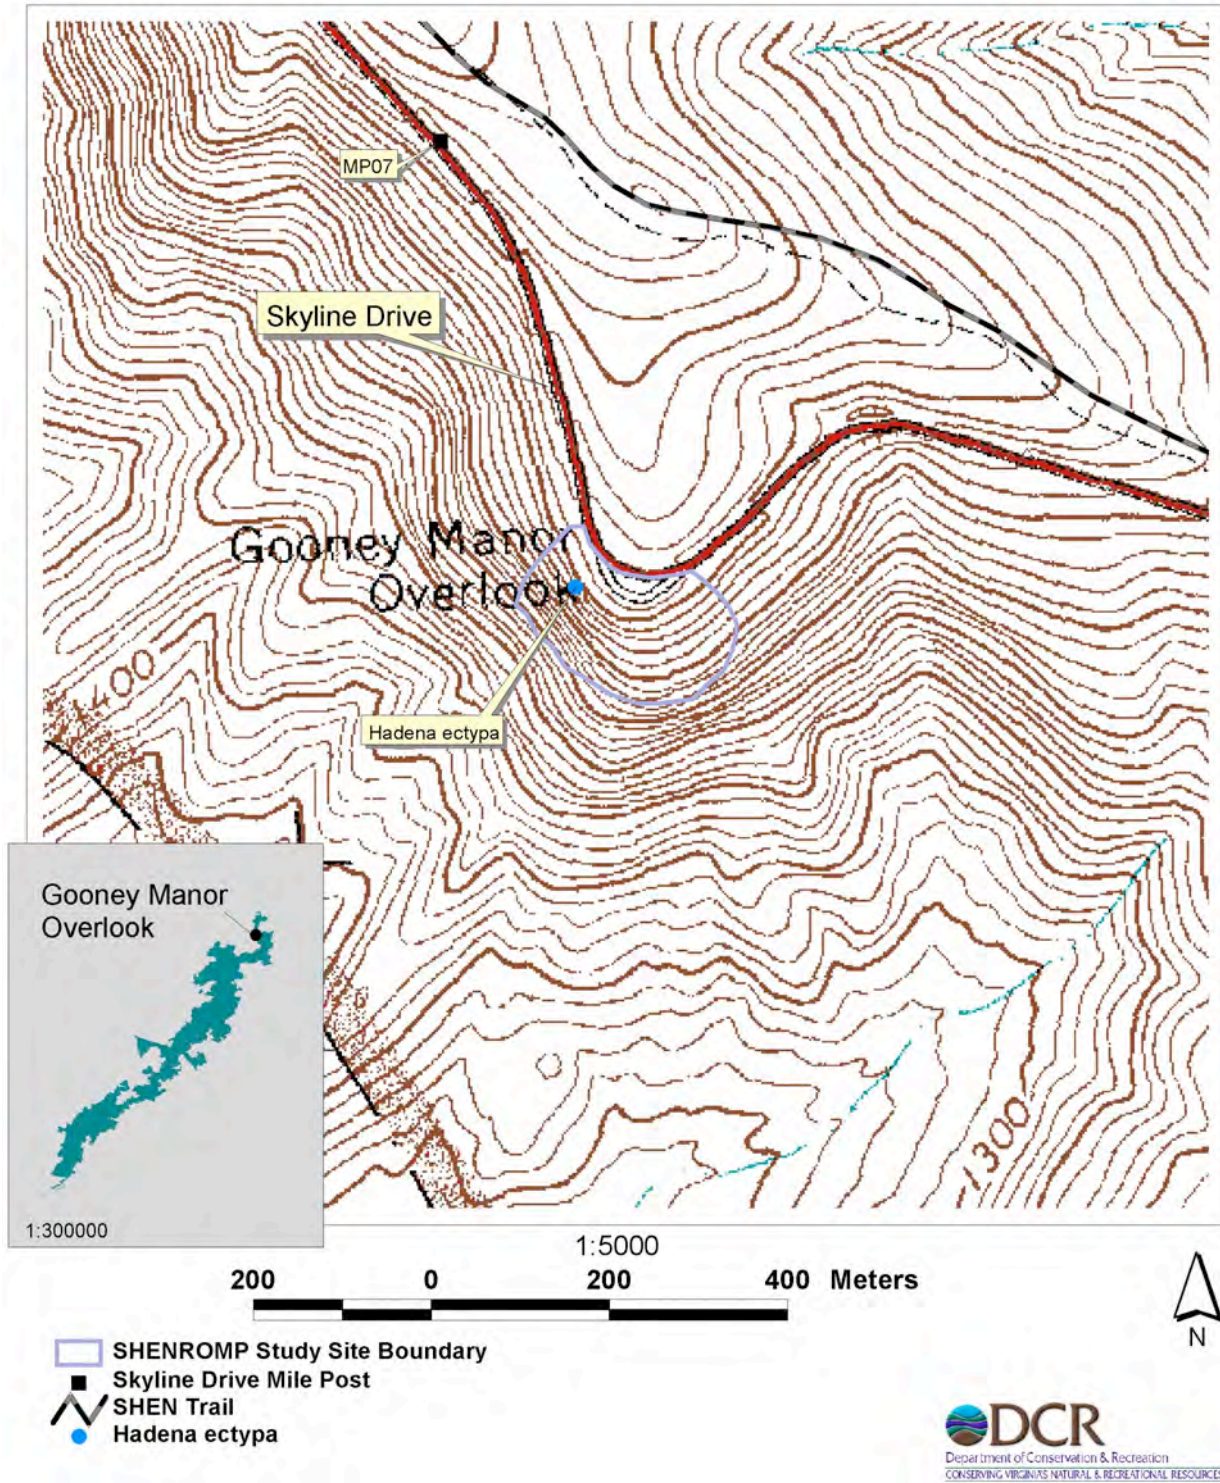 MP07
Skyline Drive
Gooney Manor
Overlook
Hadena ectypa
1400
1300
Gooney Manor
Overlook
1:300000
1:5000
200 0 200 400 Meters
N
SHENROMP Study Site Boundary
Skyline Drive Mile Post
SHEN Trail
Hadena ectypa
DCR
Department of Conservation & Recreation
CONSERVING VIRGINIA'S NATURAL & RECREATIONAL RESOURCES